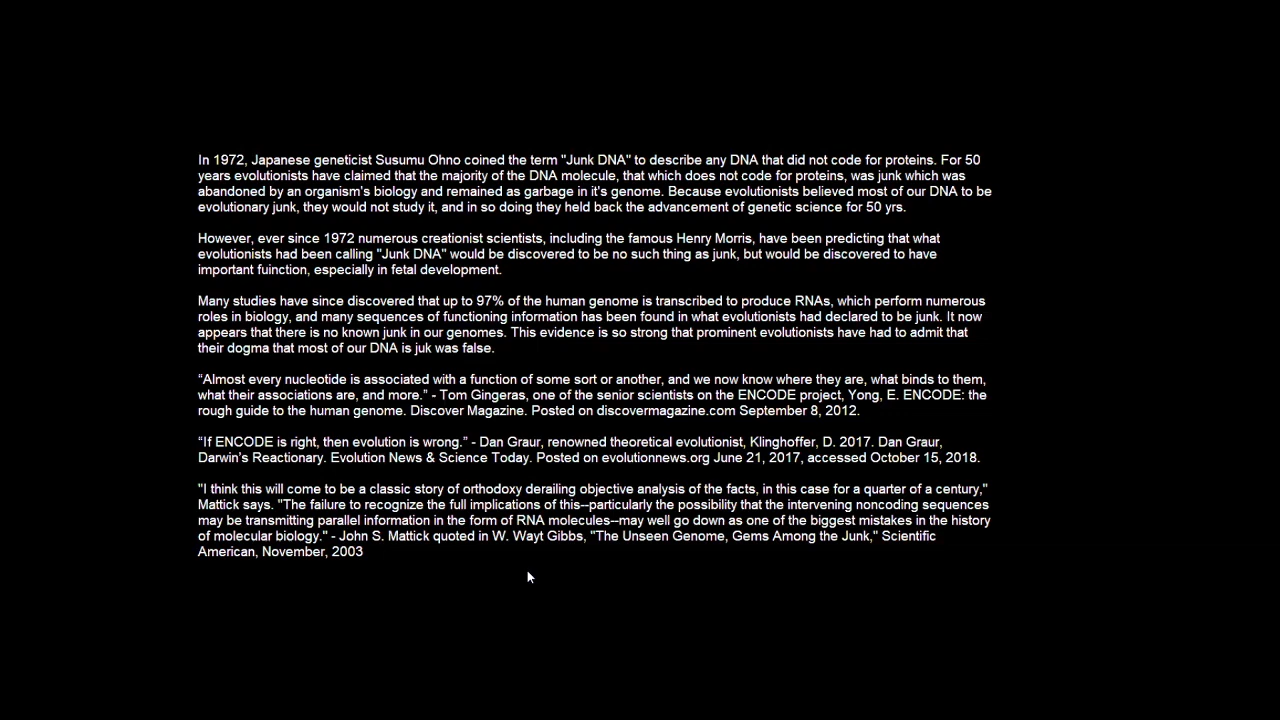 In 1972, Japanese geneticist Susumu Ohno coined the term "Junk DNA" to describe any DNA that did not code for proteins. For 50
years evolutionists have claimed that the majority of the DNA molecule, that which does not code for proteins, was junk which was
abandoned by an organism's biology and remained as garbage in it's genome. Because evolutionists believed most of our DNA to be
evolutionary junk, they would not study it, and in so doing they held back the advancement of genetic science for 50 yrs.
However, ever since 1972 numerous creationist scientists, including the famous Henry Morris, have been predicting that what
evolutionists had been calling "Junk DNA" would be discovered to be no such thing as junk, but would be discovered to have
important fuinction, especially in fetal development.
Many studies have since discovered that up to 97% of the human genome is transcribed to produce RNAs, which perform numerous
roles in biology, and many sequences of functioning information has been found in what evolutionists had declared to be junk. It now
appears that there is no known junk in our genomes. This evidence is so strong that prominent evolutionists have had to admit that
their dogma that most of our DNA is juk was false.
“Almost every nucleotide is associated with a function of some sort or another, and we now know where they are, what binds to them,
what their associations are, and more.” - Tom Gingeras, one of the senior scientists on the ENCODE project, Yong, E. ENCODE: the
rough guide to the human genome. Discover Magazine. Posted on discovermagazine.com September 8, 2012.
“If ENCODE is right, then evolution is wrong.” - Dan Graur, renowned theoretical evolutionist, Klinghoffer, D. 2017. Dan Graur,
Darwin’s Reactionary. Evolution News & Science Today. Posted on evolutionnews.org June 21, 2017, accessed October 15, 2018.
"I think this will come to be a classic story of orthodoxy derailing objective analysis of the facts, in this case for a quarter of a century,"
Mattick says. "The failure to recognize the full implications of this--particularly the possibility that the intervening noncoding sequences
may be transmitting parallel information in the form of RNA molecules--may well go down as one of the biggest mistakes in the history
of molecular biology." - John S. Mattick quoted in W. Wayt Gibbs, "The Unseen Genome, Gems Among the Junk," Scientific
American, November, 2003